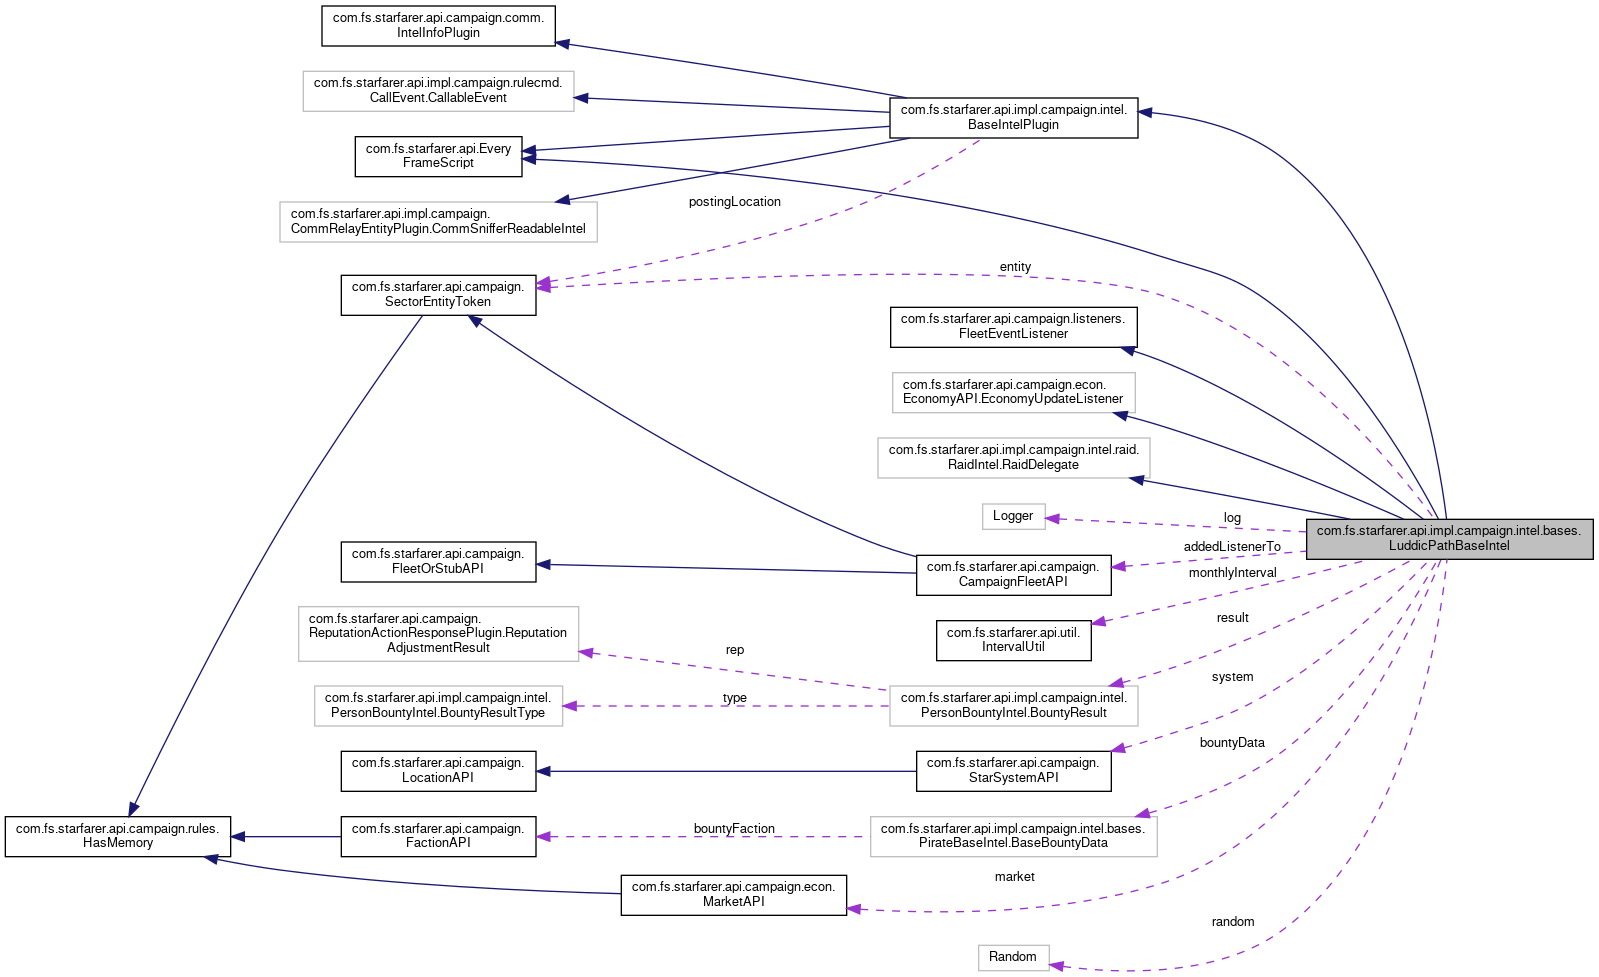 com.fs.starfarer.api.campaign.comm.
IntelInfoPlugin
com.fs.starfarer.api.impl.campaign.rulecmd.
CallEvent.CallableEvent
com.fs.starfarer.api.impl.campaign.intel.
BaseIntelPlugin
com.fs.starfarer.api.Every
FrameScript
com.fs.starfarer.api.impl.campaign.
CommRelayEntityPlugin.CommSnifferReadableIntel
postingLocation
entity
com.fs.starfarer.api.campaign.
SectorEntityToken
com.fs.starfarer.api.campaign.listeners.
FleetEventListener
com.fs.starfarer.api.campaign.econ.
EconomyAPI.EconomyUpdateListener
com.fs.starfarer.api.impl.campaign.intel.raid.
RaidIntel.RaidDelegate
Logger
log
com.fs.starfarer.api.impl.campaign.intel.bases.
LuddicPathBaseIntel
addedListenerTo
com.fs.starfarer.api.campaign.
FleetOrStubAPI
com.fs.starfarer.api.campaign.
CampaignFleetAPI
monthlyInterval
com.fs.starfarer.api.util.
IntervalUtil
result
com.fs.starfarer.api.campaign.
ReputationActionResponsePlugin.Reputation
AdjustmentResult
rep
system
com.fs.starfarer.api.impl.campaign.intel.
PersonBountyIntel.BountyResultType
type
com.fs.starfarer.api.impl.campaign.intel.
PersonBountyIntel.BountyResult
bountyData
com.fs.starfarer.api.campaign.
LocationAPI
com.fs.starfarer.api.campaign.
StarSystemAPI
com.fs.starfarer.api.campaign.rules.
HasMemory
com.fs.starfarer.api.campaign.
FactionAPI
bountyFaction
com.fs.starfarer.api.impl.campaign.intel.bases.
PirateBaseIntel.BaseBountyData
market
com.fs.starfarer.api.campaign.econ.
MarketAPI
random
Random